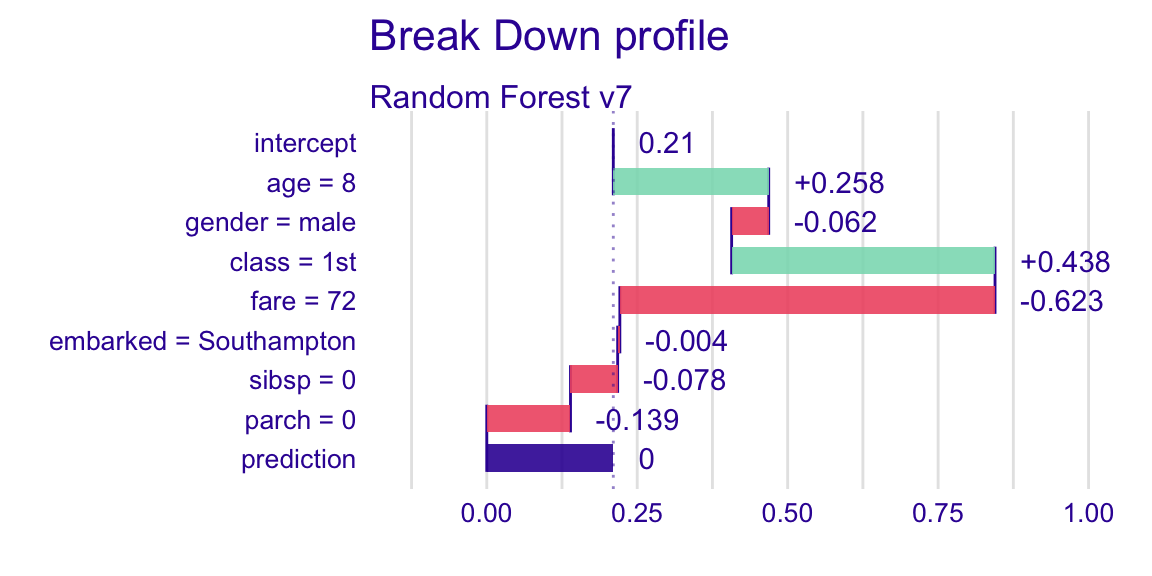 Break Down profile
Random Forest v7
intercept 0.21
age = 8 +0.258
gender = male -0.062
class = 1st +0.438
fare = 72 -0.623
embarked = Southampton -0.004
sibsp = 0 -0.078
parch = 0 -0.139
prediction 0
0.00 0.25 0.50 0.75 1.00